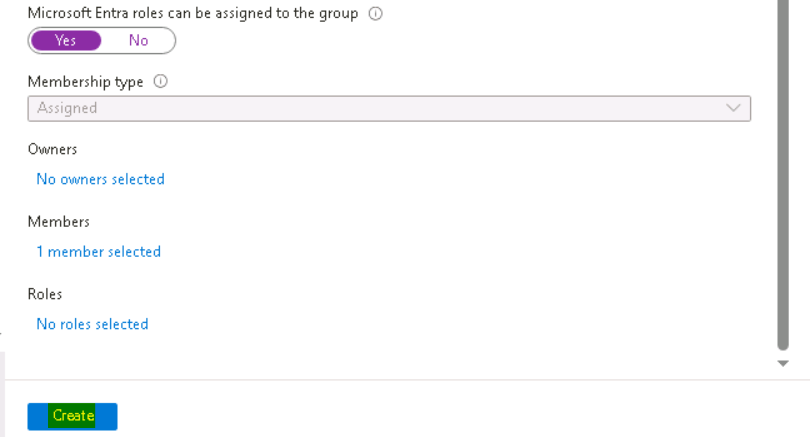 Microsoft Entra roles can be assigned to the group
Yes No
Membership type
Assigned
Owners
No owners selected
Members
1 member selected
Roles
No roles selected
Create